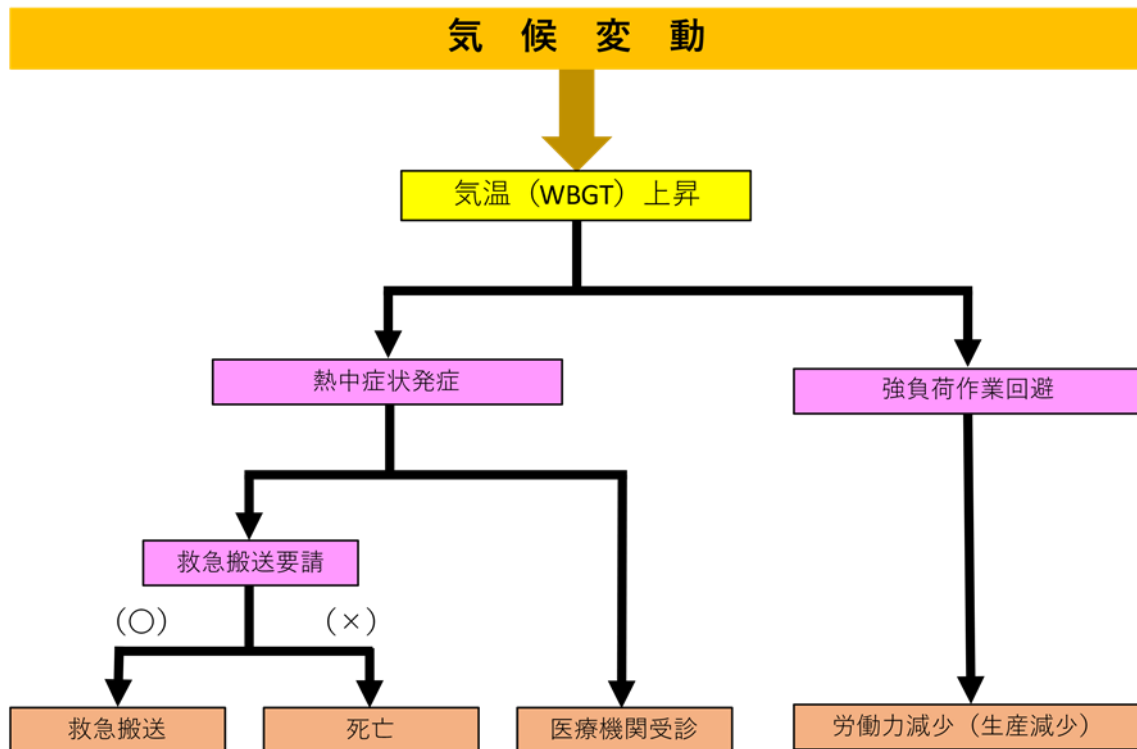 気 候 変 動
気温（WBGT）上昇
熱中症状発症
強負荷作業回避
救急搬送要請
（○）
（×）
救急搬送
死亡
医療機関受診
労働力減少（生産減少）